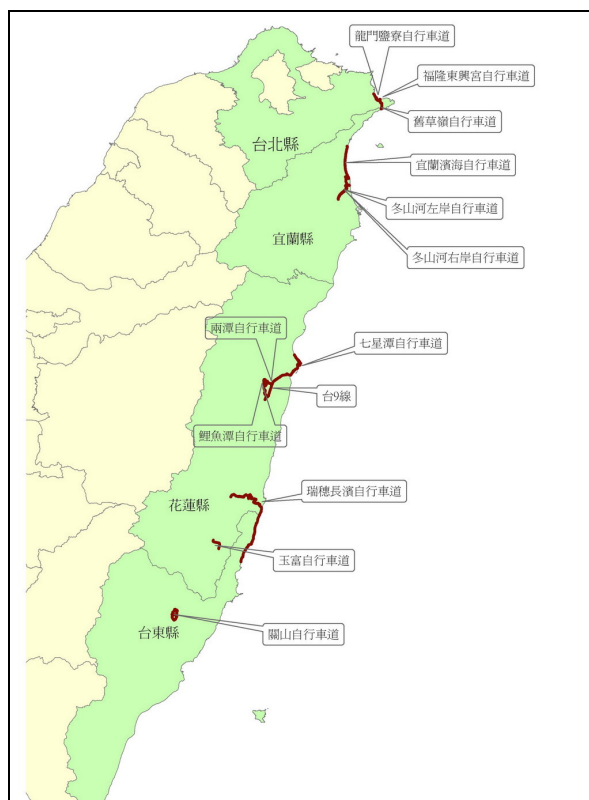 龍門鹽寮自行車道
福隆東興宮自行車道
舊草嶺自行車道
台北縣
宜蘭濱海自行車道
冬山河左岸自行車道
宜蘭縣
冬山河右岸自行車道
兩潭自行車道
七星潭自行車道
台9線
鯉魚潭自行車道
瑞穗長濱自行車道
花蓮縣
玉富自行車道
台東縣
關山自行車道